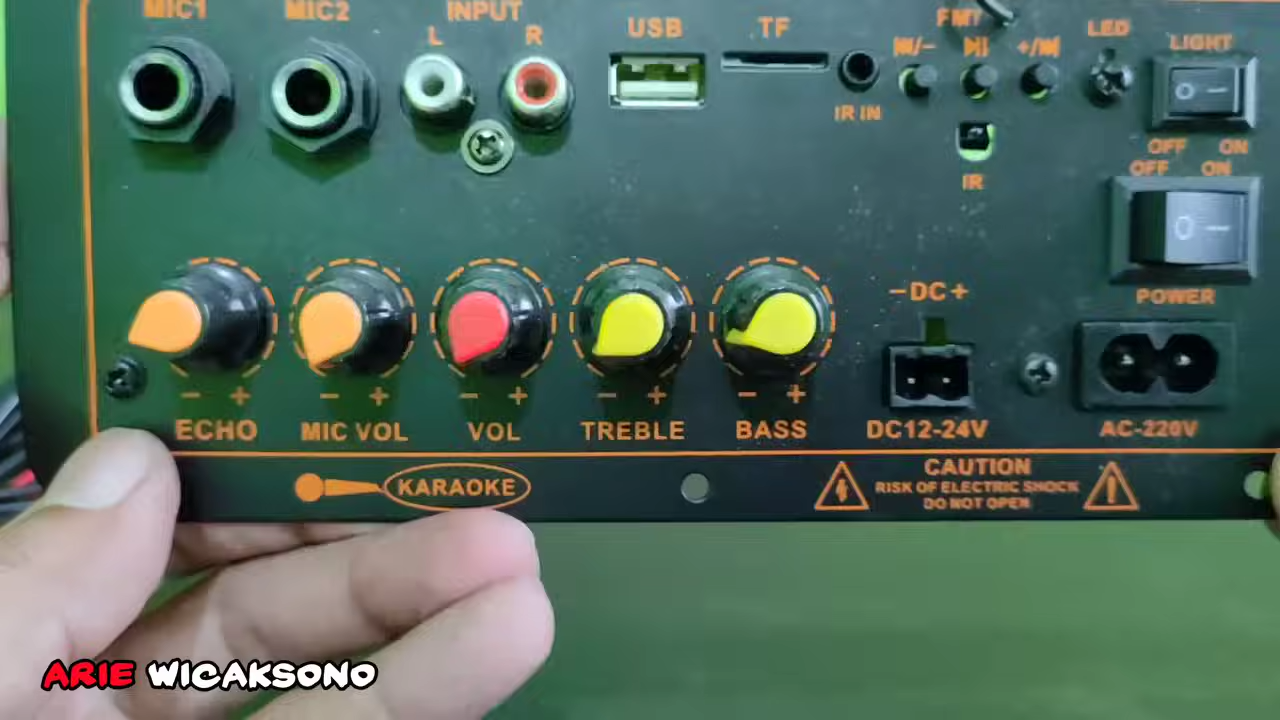 MIC1 MIC2 INPUT
L R
USB TF FMT LED
⏮/− ⏯ +/⏭ LIGHT
IR IN
IR
OFF ON
OFF ON
POWER
−DC+
− + − + − + − + − +
ECHO MIC VOL VOL TREBLE BASS DC12-24V AC-220V
KARAOKE
CAUTION
RISK OF ELECTRIC SHOCK
DO NOT OPEN
ARIE WICAKSONO